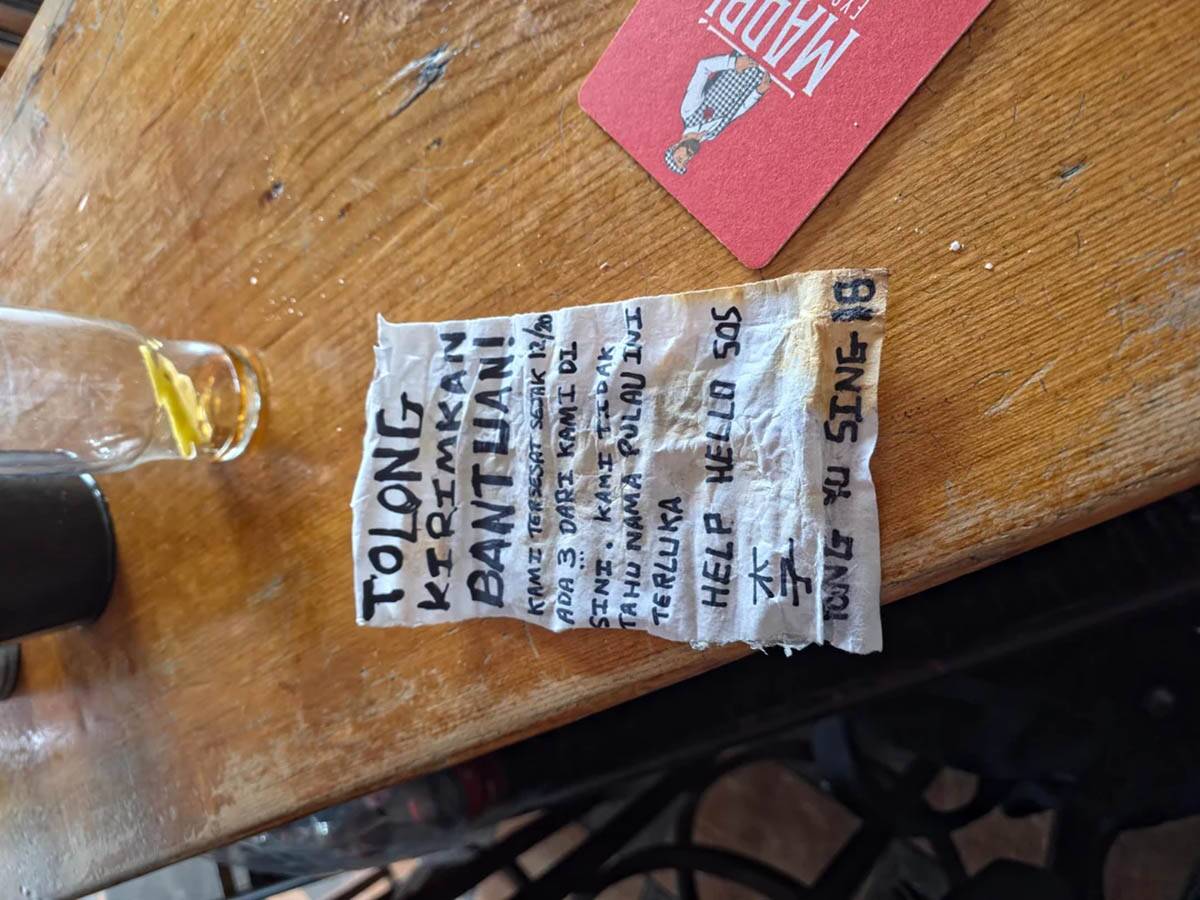 MADRÍ
TOLONG
KIRIMKAN
BANTUAN!
KAMI TERSESAT SEJAK 12/20
ADA 3 DARI KAMI DI
SINI. KAMI TIDAK
TAHU NAMA PULAU INI
TERLUKA
HELP HELLO SOS
李
TONG YU SING 18